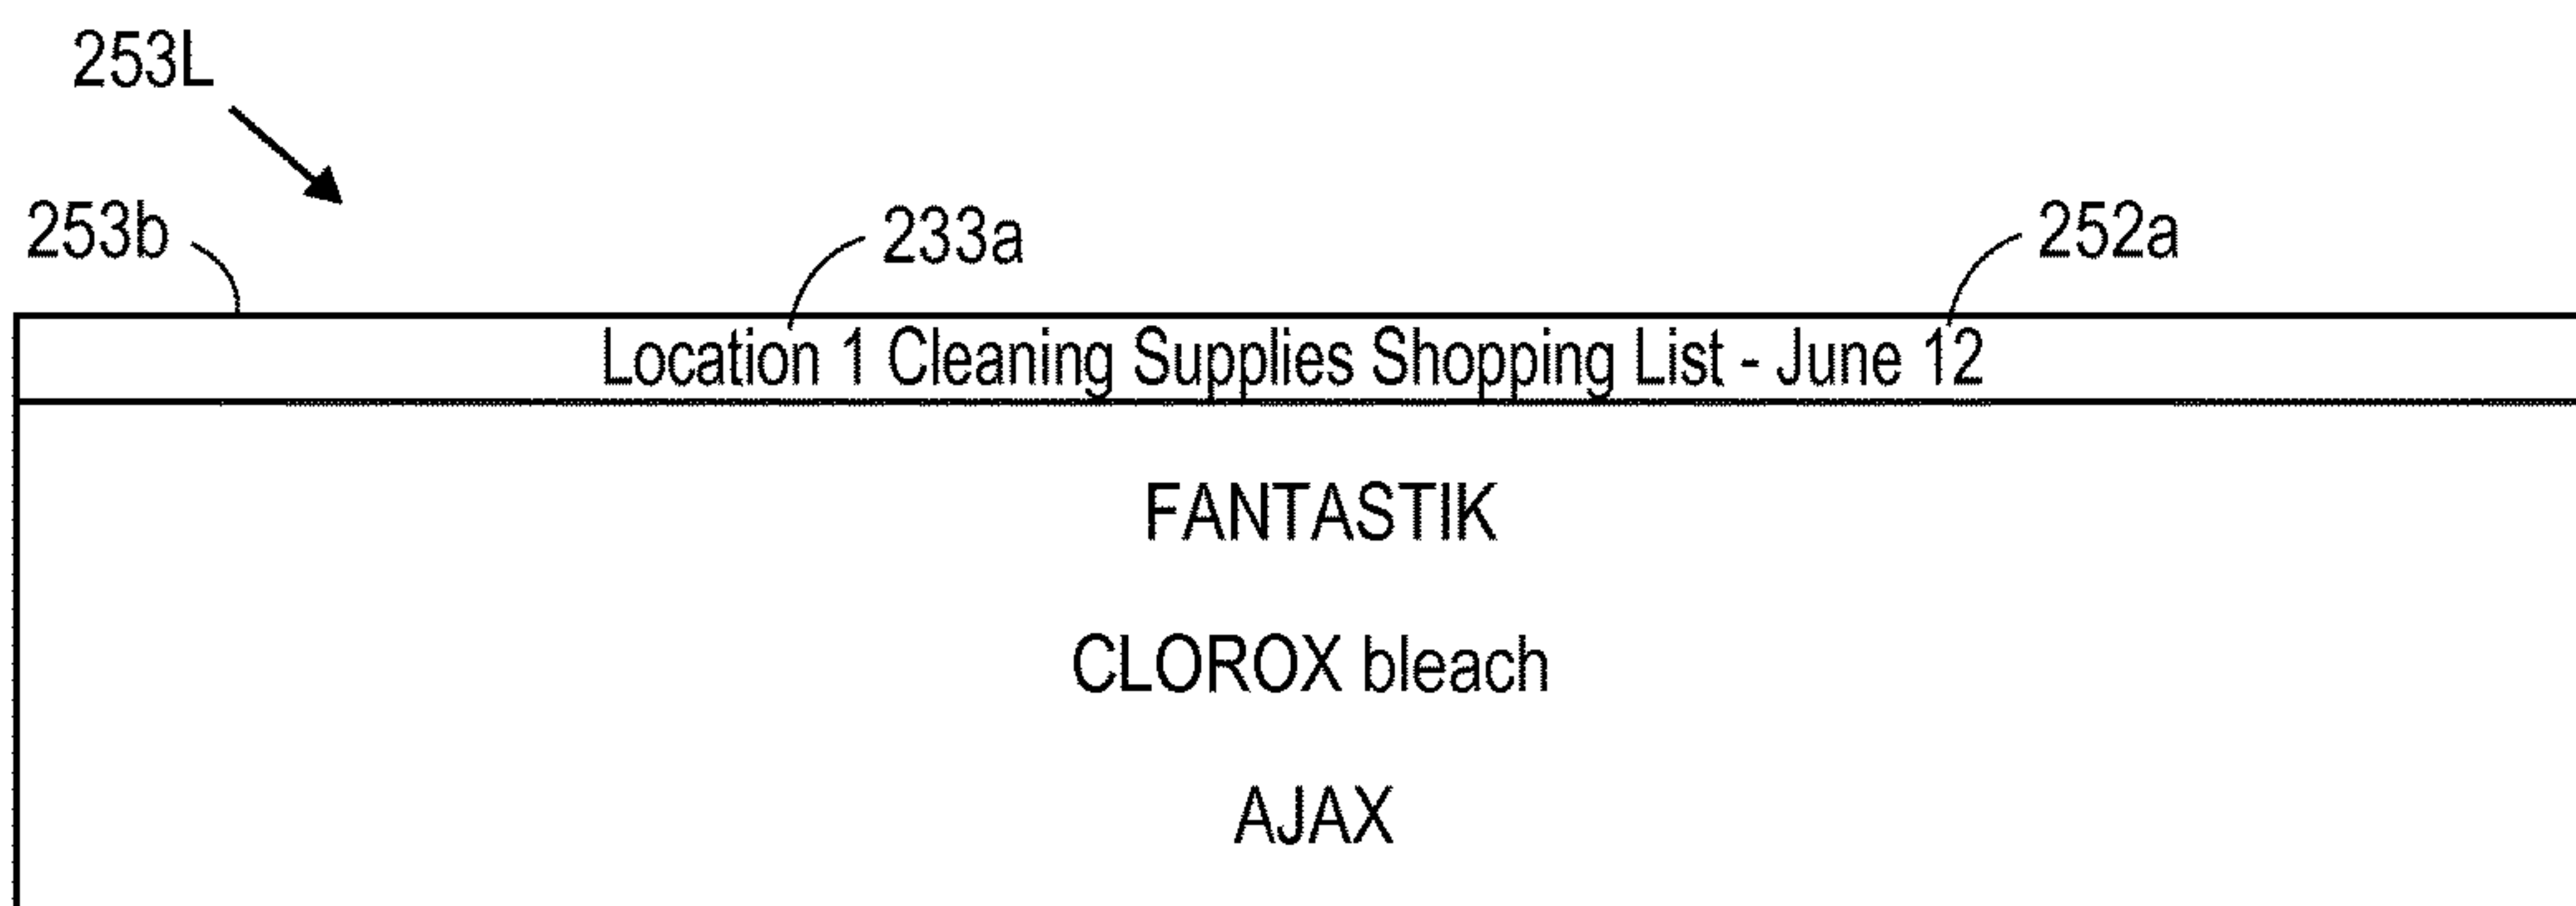 253L
253b 233a 252a
Location 1 Cleaning Supplies Shopping List - June 12
FANTASTIK
CLOROX bleach
AJAX